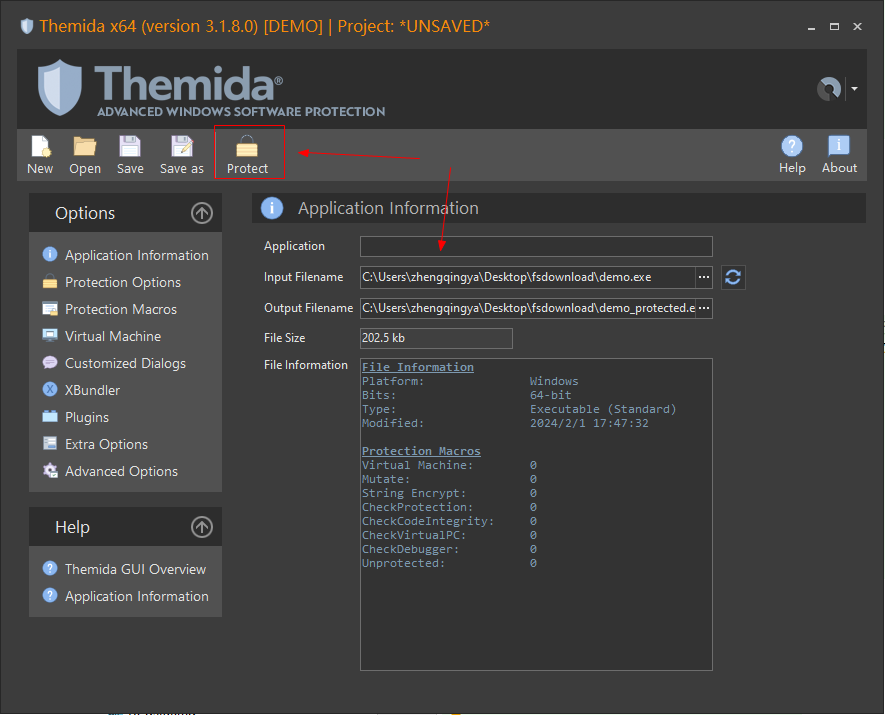 Themida x64 (version 3.1.8.0) [DEMO] | Project: *UNSAVED*
Themida®
ADVANCED WINDOWS SOFTWARE PROTECTION
New Open Save Save as Protect Help About
Options
Application Information
Protection Options
Protection Macros
Virtual Machine
Customized Dialogs
XBundler
Plugins
Extra Options
Advanced Options
Help
Themida GUI Overview
Application Information
Application Information
Application
Input Filename C:\Users\zhengqingya\Desktop\fsdownload\demo.exe ...
Output Filename C:\Users\zhengqingya\Desktop\fsdownload\demo_protected.e ...
File Size 202.5 kb
File Information
File Information
Platform: Windows
Bits: 64-bit
Type: Executable (Standard)
Modified: 2024/2/1 17:47:32
Protection Macros
Virtual Machine: 0
Mutate: 0
String Encrypt: 0
CheckProtection: 0
CheckCodeIntegrity: 0
CheckVirtualPC: 0
CheckDebugger: 0
Unprotected: 0